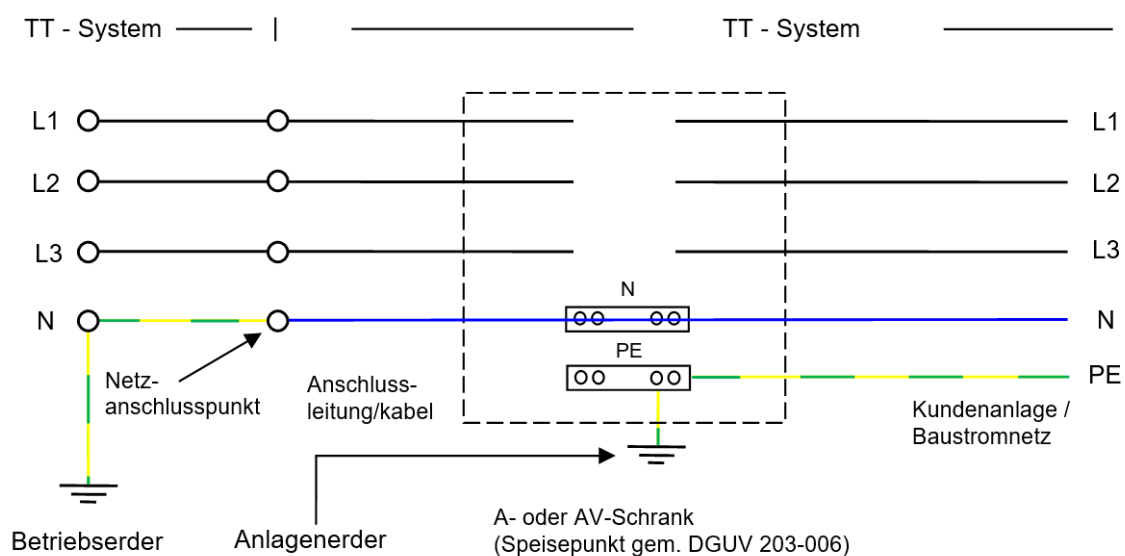 TT - System
TT - System
L1
L1
L2
L2
L3
L3
N
N
N
PE
PE
Netz-
anschlusspunkt
Anschluss-
leitung/kabel
Kundenanlage /
Baustromnetz
Betriebserder
Anlagenerder
A- oder AV-Schrank
(Speisepunkt gem. DGUV 203-006)